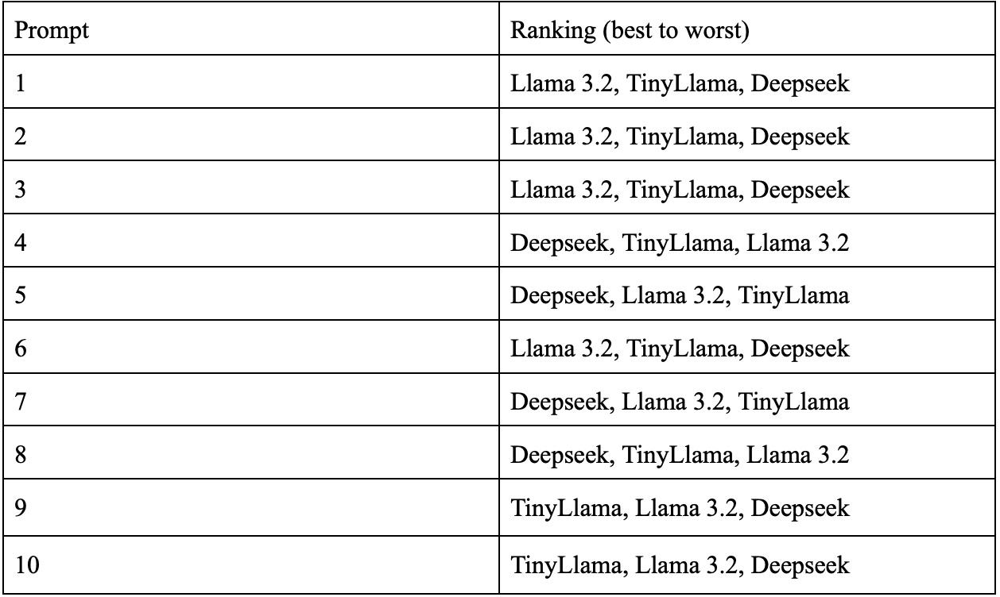 Prompt Ranking (best to worst)
1 Llama 3.2, TinyLlama, Deepseek
2 Llama 3.2, TinyLlama, Deepseek
3 Llama 3.2, TinyLlama, Deepseek
4 Deepseek, TinyLlama, Llama 3.2
5 Deepseek, Llama 3.2, TinyLlama
6 Llama 3.2, TinyLlama, Deepseek
7 Deepseek, Llama 3.2, TinyLlama
8 Deepseek, TinyLlama, Llama 3.2
9 TinyLlama, Llama 3.2, Deepseek
10 TinyLlama, Llama 3.2, Deepseek